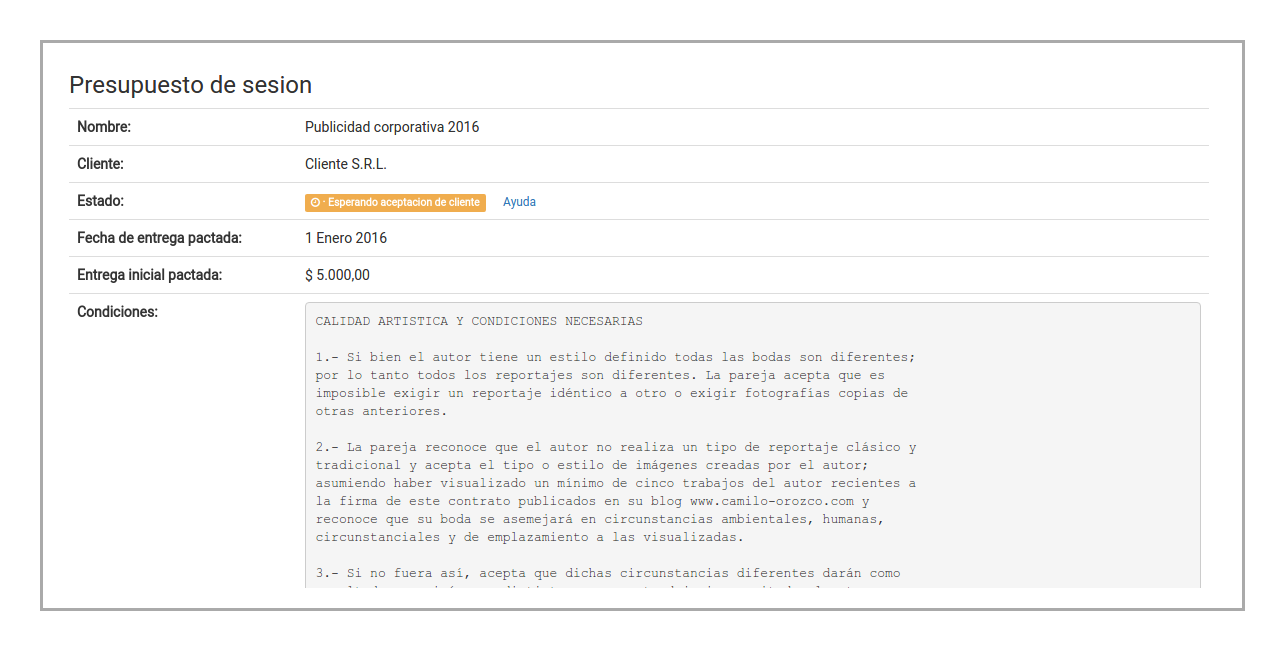 Presupuesto de sesion
Nombre: Publicidad corporativa 2016
Cliente: Cliente S.R.L.
Estado: · Esperando aceptacion de cliente Ayuda
Fecha de entrega pactada: 1 Enero 2016
Entrega inicial pactada: $ 5.000,00
Condiciones:
CALIDAD ARTISTICA Y CONDICIONES NECESARIAS
1.- Si bien el autor tiene un estilo definido todas las bodas son diferentes;
por lo tanto todos los reportajes son diferentes. La pareja acepta que es
imposible exigir un reportaje idéntico a otro o exigir fotografías copias de
otras anteriores.
2.- La pareja reconoce que el autor no realiza un tipo de reportaje clásico y
tradicional y acepta el tipo o estilo de imágenes creadas por el autor;
asumiendo haber visualizado un mínimo de cinco trabajos del autor recientes a
la firma de este contrato publicados en su blog www.camilo-orozco.com y
reconoce que su boda se asemejará en circunstancias ambientales, humanas,
circunstanciales y de emplazamiento a las visualizadas.
3.- Si no fuera así, acepta que dichas circunstancias diferentes darán como